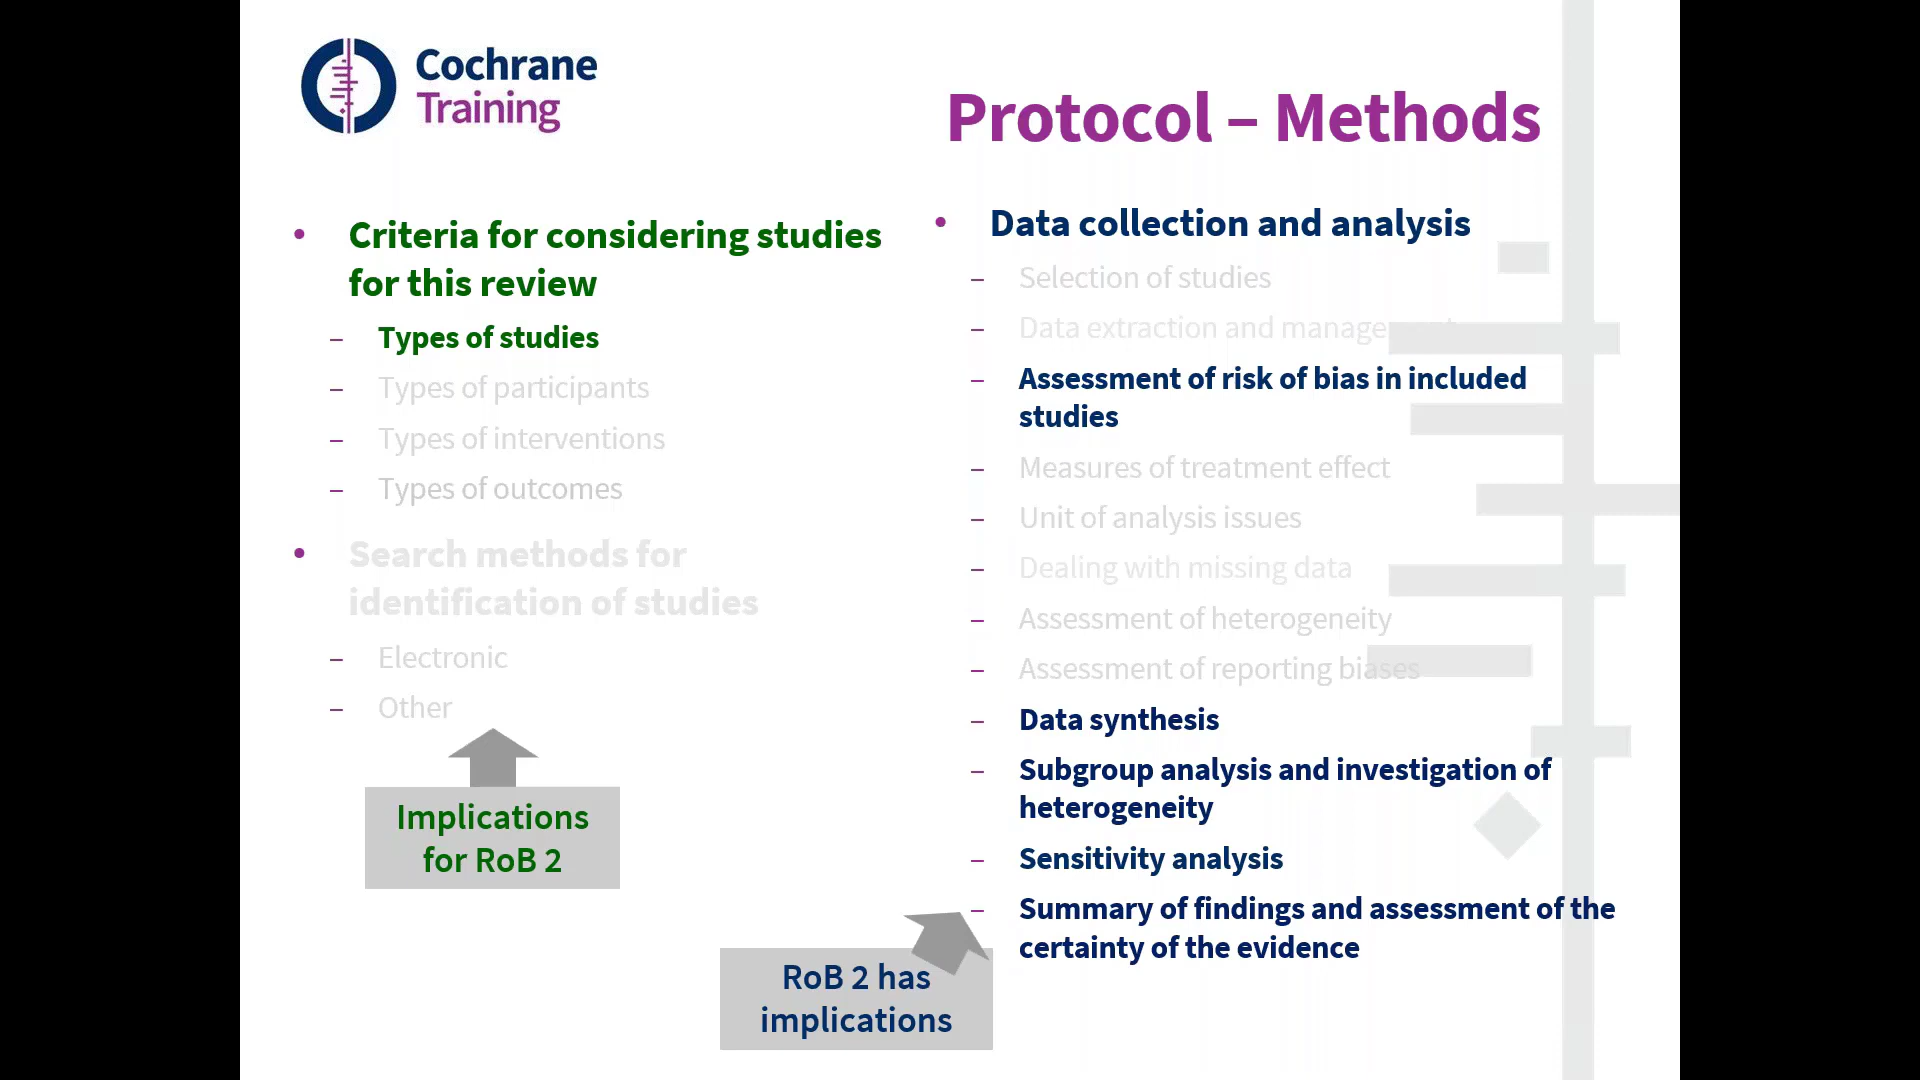 Cochrane
Training
Protocol – Methods
• Criteria for considering studies
for this review
– Types of studies
– Types of participants
– Types of interventions
– Types of outcomes
• Search methods for
identification of studies
– Electronic
– Other
Implications
for RoB 2
• Data collection and analysis
– Selection of studies
– Data extraction and management
– Assessment of risk of bias in included
studies
– Measures of treatment effect
– Unit of analysis issues
– Dealing with missing data
– Assessment of heterogeneity
– Assessment of reporting biases
– Data synthesis
– Subgroup analysis and investigation of
heterogeneity
– Sensitivity analysis
– Summary of findings and assessment of the
certainty of the evidence
RoB 2 has
implications